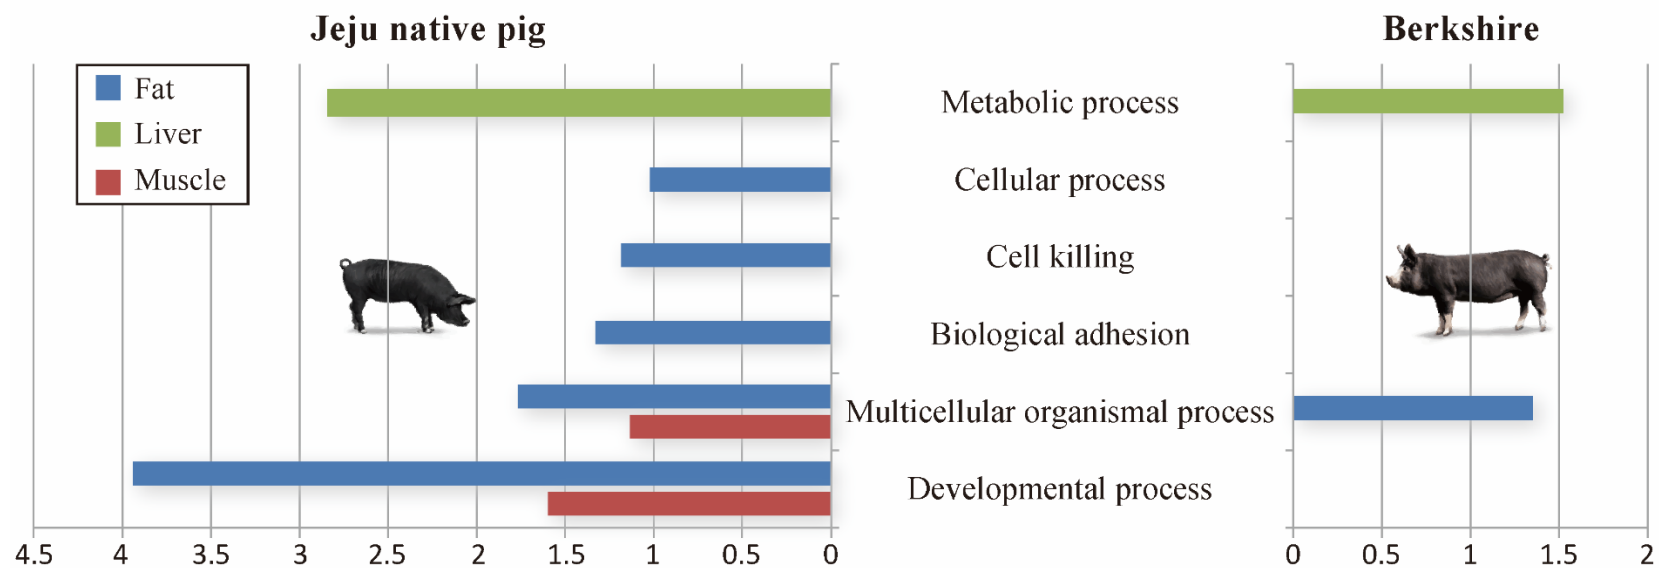 Jeju native pig
Berkshire
Fat
Liver
Muscle
Metabolic process
Cellular process
Cell killing
Biological adhesion
Multicellular organismal process
Developmental process
4.5 4 3.5 3 2.5 2 1.5 1 0.5 0
0 0.5 1 1.5 2